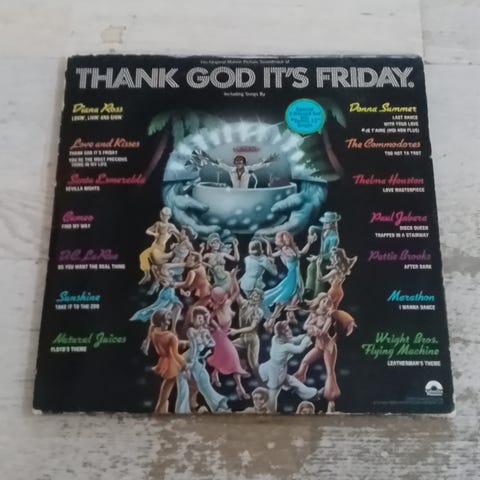 The Original Motion Picture Soundtrack of
THANK GOD IT'S FRIDAY.
Including Songs By
Diana Ross
LOVIN', LIVIN' AND GIVIN'
Love and Kisses
THANK GOD IT'S FRIDAY
YOU'RE THE MOST PRECIOUS
THING IN MY LIFE
Santa Esmeralda
SEVILLA NIGHTS
Cameo
FIND MY WAY
D.C. LaRue
DO YOU WANT THE REAL THING
Sunshine
TAKE IT TO THE ZOO
Natural Juices
FLOYD'S THEME
Donna Summer
LAST DANCE
WITH YOUR LOVE
JE T'AIME (MOI NON PLUS)
The Commodores
TOO HOT TA TROT
Thelma Houston
LOVE MASTERPIECE
Paul Jabara
DISCO QUEEN
TRAPPED IN A STAIRWAY
Pattie Brooks
AFTER DARK
Marathon
I WANNA DANCE
Wright Bros.
Flying Machine
LEATHERMAN'S THEME